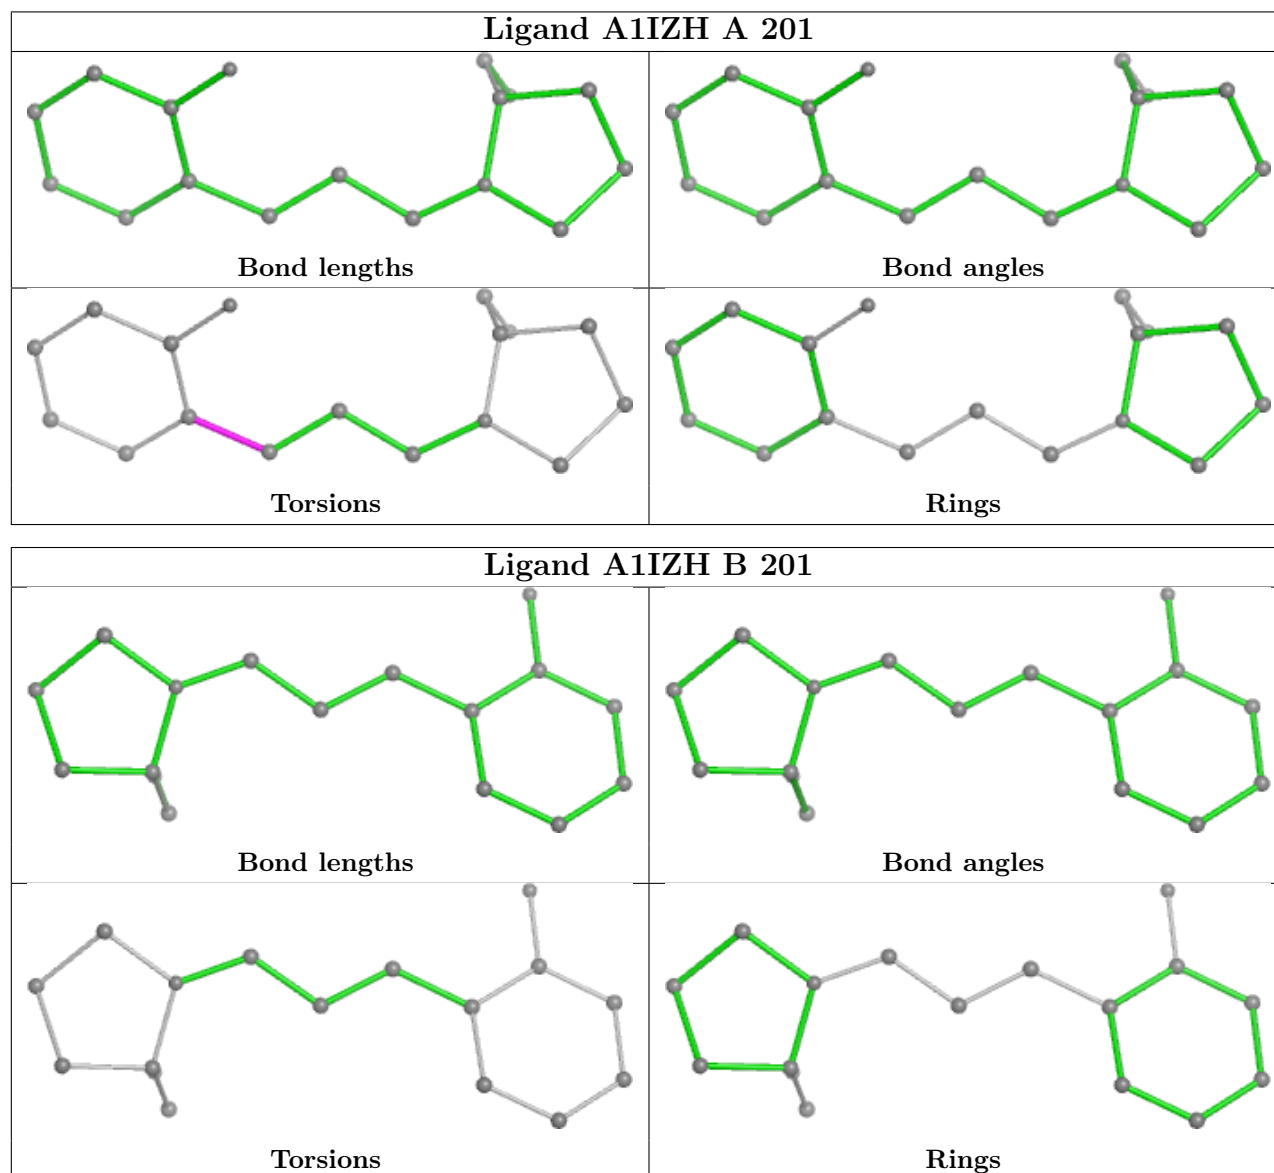 Ligand A1IZH A 201
Bond lengths
Bond angles
Torsions
Rings
Ligand A1IZH B 201
Bond lengths
Bond angles
Torsions
Rings